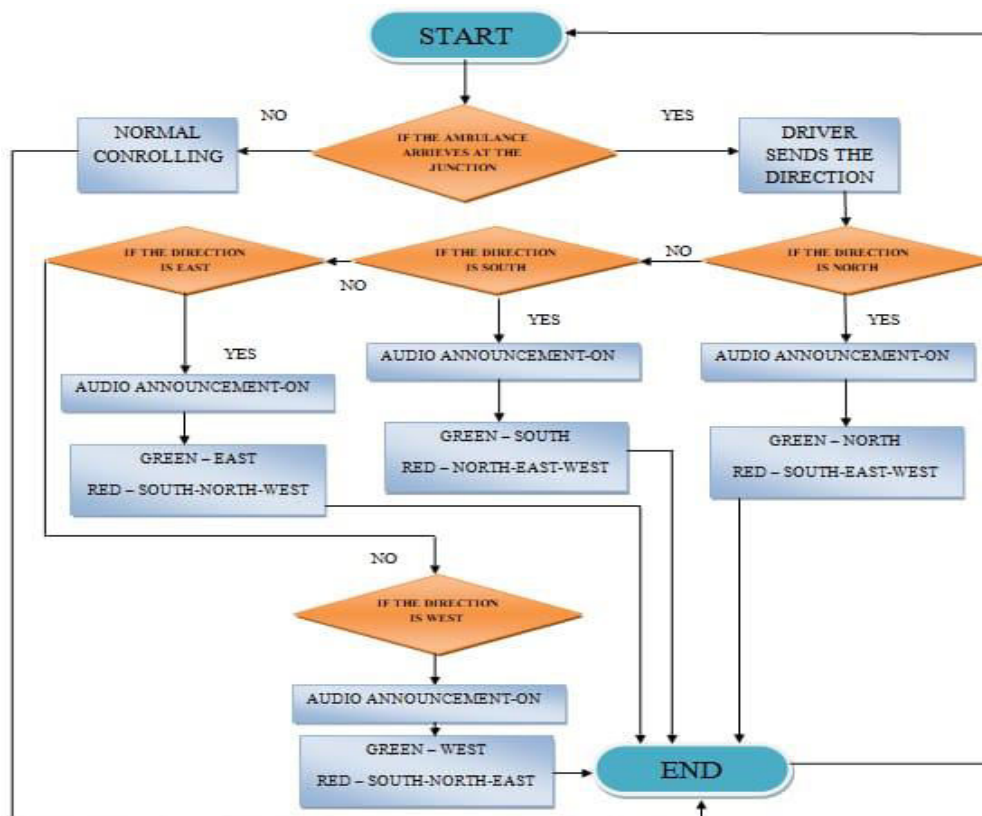 START
NO
YES
NORMAL
CONROLLING
IF THE AMBULANCE
ARRIEVES AT THE
JUNCTION
DRIVER
SENDS THE
DIRECTION
IF THE DIRECTION
IS EAST
NO
IF THE DIRECTION
IS SOUTH
NO
IF THE DIRECTION
IS NORTH
YES
AUDIO ANNOUNCEMENT-ON
YES
AUDIO ANNOUNCEMENT-ON
YES
AUDIO ANNOUNCEMENT-ON
GREEN – EAST
RED – SOUTH-NORTH-WEST
GREEN – SOUTH
RED – NORTH-EAST-WEST
GREEN – NORTH
RED – SOUTH-EAST-WEST
NO
IF THE DIRECTION
IS WEST
AUDIO ANNOUNCEMENT-ON
GREEN – WEST
RED – SOUTH-NORTH-EAST
END